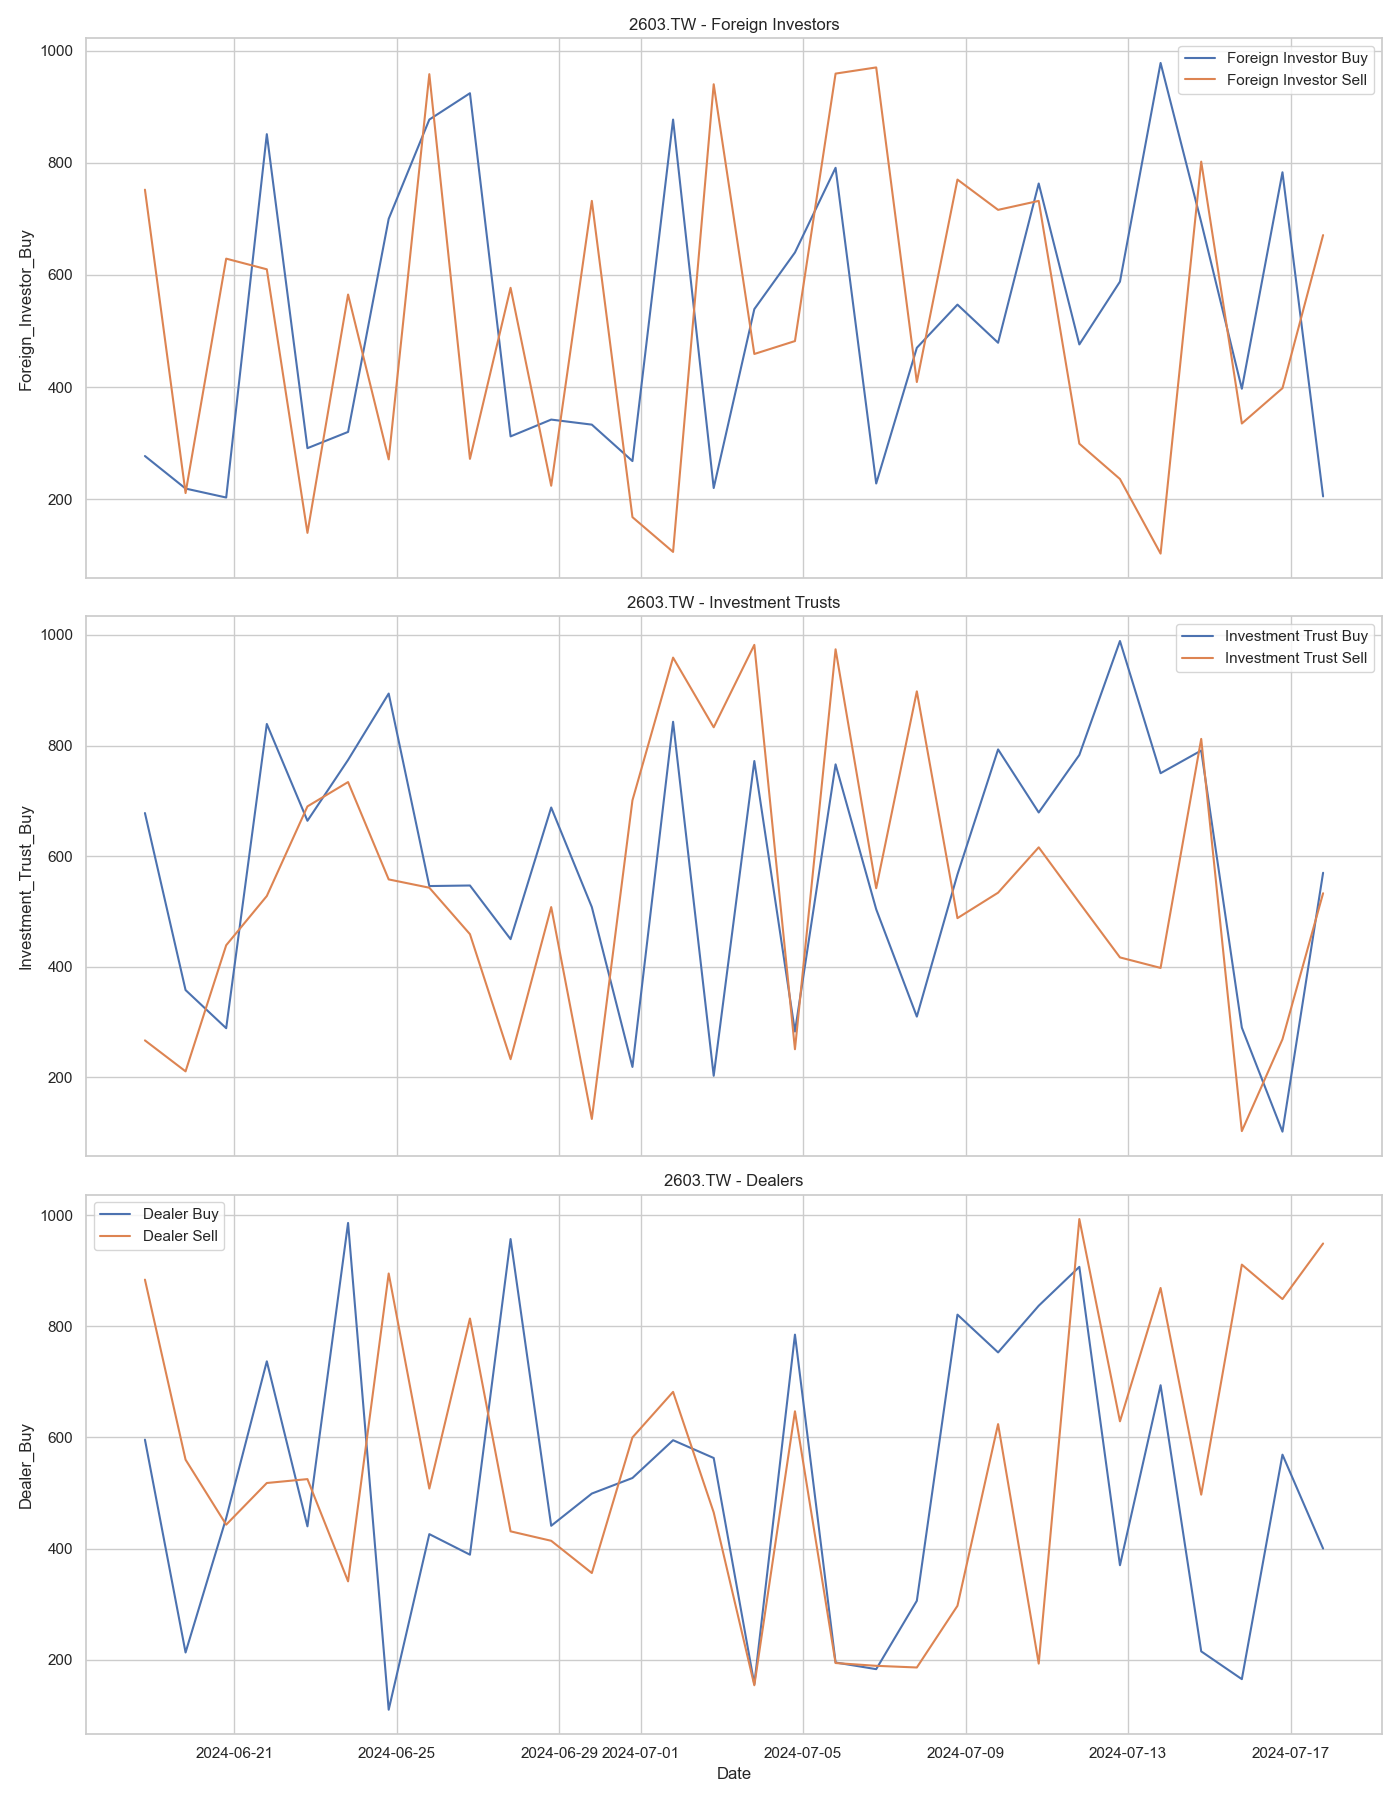 2603.TW - Foreign Investors
Foreign Investor Buy
Foreign Investor Sell
Foreign_Investor_Buy
1000
800
600
400
200
2603.TW - Investment Trusts
Investment Trust Buy
Investment Trust Sell
Investment_Trust_Buy
1000
800
600
400
200
2603.TW - Dealers
Dealer Buy
Dealer Sell
Dealer_Buy
1000
800
600
400
200
2024-06-21 2024-06-25 2024-06-29 2024-07-01 2024-07-05 2024-07-09 2024-07-13 2024-07-17
Date